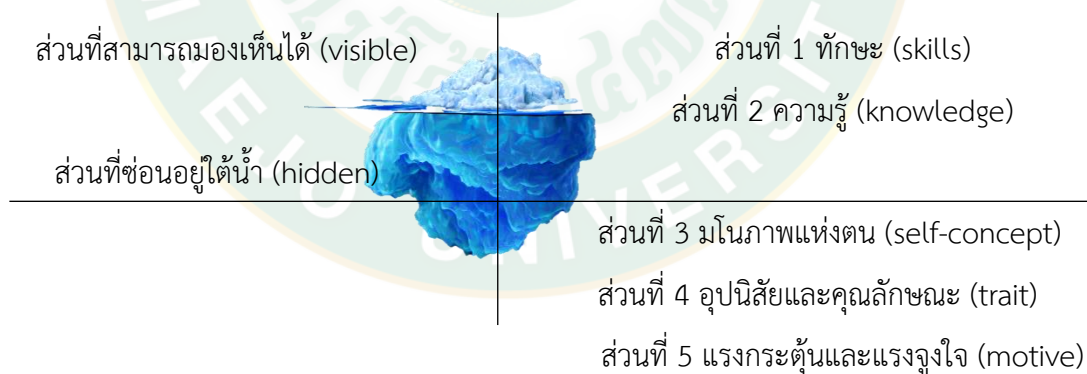 ส่วนที่สามารถมองเห็นได้ (visible)
ส่วนที่ 1 ทักษะ (skills)
ส่วนที่ 2 ความรู้ (knowledge)
ส่วนที่ซ่อนอยู่ใต้น้ำ (hidden)
ส่วนที่ 3 มโนภาพแห่งตน (self-concept)
ส่วนที่ 4 อุปนิสัยและคุณลักษณะ (trait)
ส่วนที่ 5 แรงกระตุ้นและแรงจูงใจ (motive)
MAEJO UNIVERSI